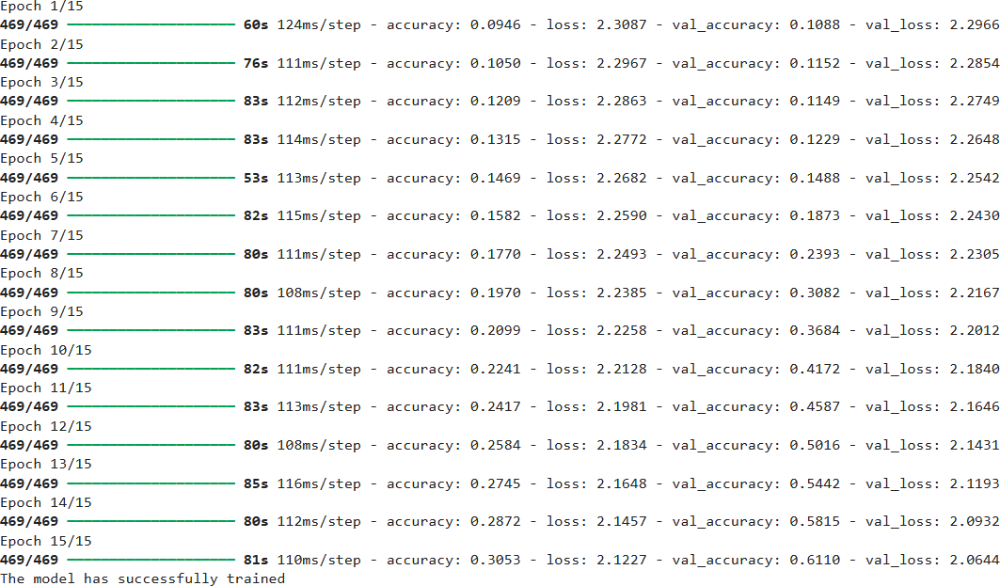 Epoch 1/15
469/469 ━━━━━━━━━━━━━━━━━━━━ 60s 124ms/step - accuracy: 0.0946 - loss: 2.3087 - val_accuracy: 0.1088 - val_loss: 2.2966
Epoch 2/15
469/469 ━━━━━━━━━━━━━━━━━━━━ 76s 111ms/step - accuracy: 0.1050 - loss: 2.2967 - val_accuracy: 0.1152 - val_loss: 2.2854
Epoch 3/15
469/469 ━━━━━━━━━━━━━━━━━━━━ 83s 112ms/step - accuracy: 0.1209 - loss: 2.2863 - val_accuracy: 0.1149 - val_loss: 2.2749
Epoch 4/15
469/469 ━━━━━━━━━━━━━━━━━━━━ 83s 114ms/step - accuracy: 0.1315 - loss: 2.2772 - val_accuracy: 0.1229 - val_loss: 2.2648
Epoch 5/15
469/469 ━━━━━━━━━━━━━━━━━━━━ 53s 113ms/step - accuracy: 0.1469 - loss: 2.2682 - val_accuracy: 0.1488 - val_loss: 2.2542
Epoch 6/15
469/469 ━━━━━━━━━━━━━━━━━━━━ 82s 115ms/step - accuracy: 0.1582 - loss: 2.2590 - val_accuracy: 0.1873 - val_loss: 2.2430
Epoch 7/15
469/469 ━━━━━━━━━━━━━━━━━━━━ 80s 111ms/step - accuracy: 0.1770 - loss: 2.2493 - val_accuracy: 0.2393 - val_loss: 2.2305
Epoch 8/15
469/469 ━━━━━━━━━━━━━━━━━━━━ 80s 108ms/step - accuracy: 0.1970 - loss: 2.2385 - val_accuracy: 0.3082 - val_loss: 2.2167
Epoch 9/15
469/469 ━━━━━━━━━━━━━━━━━━━━ 83s 111ms/step - accuracy: 0.2099 - loss: 2.2258 - val_accuracy: 0.3684 - val_loss: 2.2012
Epoch 10/15
469/469 ━━━━━━━━━━━━━━━━━━━━ 82s 111ms/step - accuracy: 0.2241 - loss: 2.2128 - val_accuracy: 0.4172 - val_loss: 2.1840
Epoch 11/15
469/469 ━━━━━━━━━━━━━━━━━━━━ 83s 113ms/step - accuracy: 0.2417 - loss: 2.1981 - val_accuracy: 0.4587 - val_loss: 2.1646
Epoch 12/15
469/469 ━━━━━━━━━━━━━━━━━━━━ 80s 108ms/step - accuracy: 0.2584 - loss: 2.1834 - val_accuracy: 0.5016 - val_loss: 2.1431
Epoch 13/15
469/469 ━━━━━━━━━━━━━━━━━━━━ 85s 116ms/step - accuracy: 0.2745 - loss: 2.1648 - val_accuracy: 0.5442 - val_loss: 2.1193
Epoch 14/15
469/469 ━━━━━━━━━━━━━━━━━━━━ 80s 112ms/step - accuracy: 0.2872 - loss: 2.1457 - val_accuracy: 0.5815 - val_loss: 2.0932
Epoch 15/15
469/469 ━━━━━━━━━━━━━━━━━━━━ 81s 110ms/step - accuracy: 0.3053 - loss: 2.1227 - val_accuracy: 0.6110 - val_loss: 2.0644
The model has successfully trained